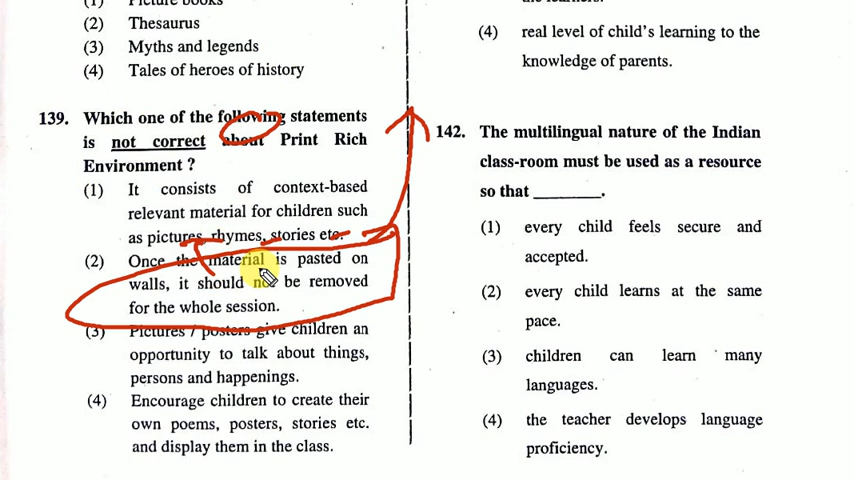 (1) Picture books
(2) Thesaurus
(3) Myths and legends
(4) Tales of heroes of history
139. Which one of the following statements
is not correct about Print Rich
Environment ?
(1) It consists of context-based
relevant material for children such
as pictures, rhymes, stories etc.
(2) Once the material is pasted on
walls, it should not be removed
for the whole session.
(3) Pictures / posters give children an
opportunity to talk about things,
persons and happenings.
(4) Encourage children to create their
own poems, posters, stories etc.
and display them in the class.
the learners.
(4) real level of child's learning to the
knowledge of parents.
142. The multilingual nature of the Indian
class-room must be used as a resource
so that ________.
(1) every child feels secure and
accepted.
(2) every child learns at the same
pace.
(3) children can learn many
languages.
(4) the teacher develops language
proficiency.